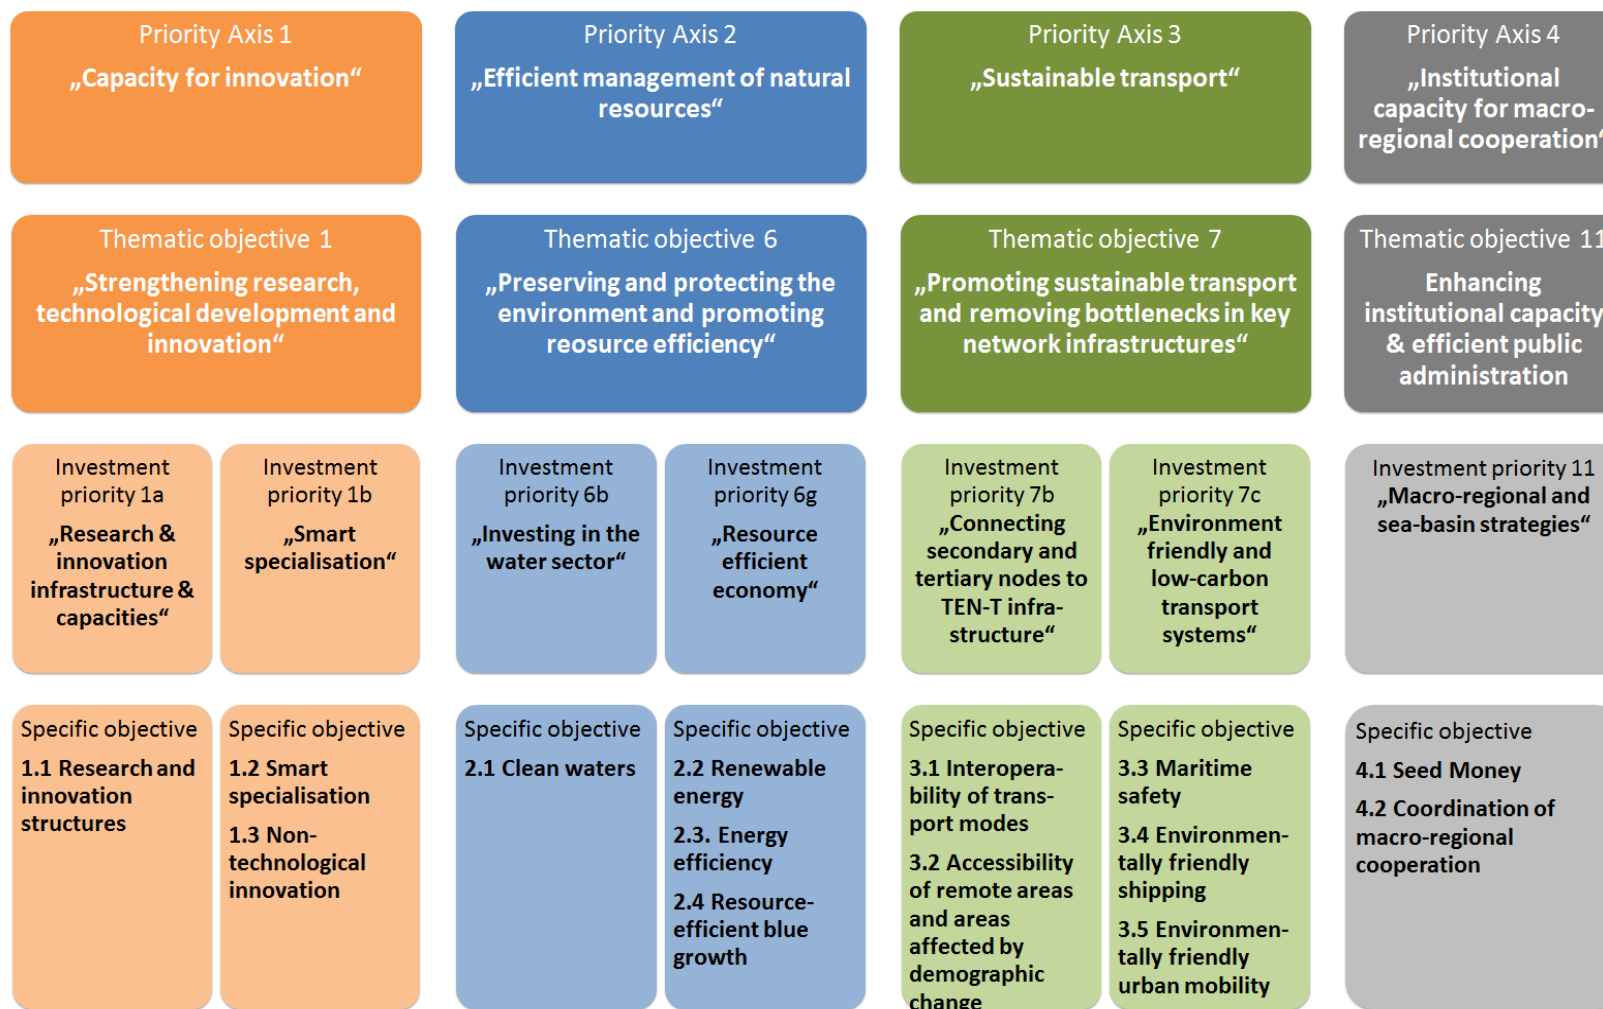 Priority Axis 1
„Capacity for innovation“
Priority Axis 2
„Efficient management of natural
resources“
Priority Axis 3
„Sustainable transport“
Priority Axis 4
„Institutional
capacity for macro-
regional cooperation“
Thematic objective 1
„Strengthening research,
technological development and
innovation“
Thematic objective 6
„Preserving and protecting the
environment and promoting
reosurce efficiency“
Thematic objective 7
„Promoting sustainable transport
and removing bottlenecks in key
network infrastructures“
Thematic objective 11
Enhancing
institutional capacity
& efficient public
administration
Investment
priority 1a
„Research &
innovation
infrastructure &
capacities“
Investment
priority 1b
„Smart
specialisation“
Investment
priority 6b
„Investing in the
water sector“
Investment
priority 6g
„Resource
efficient
economy“
Investment
priority 7b
„Connecting
secondary and
tertiary nodes to
TEN-T infra-
structure“
Investment
priority 7c
„Environment
friendly and
low-carbon
transport
systems“
Investment priority 11
„Macro-regional and
sea-basin strategies“
Specific objective
1.1 Research and
innovation
structures
Specific objective
1.2 Smart
specialisation
1.3 Non-
technological
innovation
Specific objective
2.1 Clean waters
Specific objective
2.2 Renewable
energy
2.3. Energy
efficiency
2.4 Resource-
efficient blue
growth
Specific objective
3.1 Interopera-
bility of trans-
port modes
3.2 Accessibility
of remote areas
and areas
affected by
demographic
change
Specific objective
3.3 Maritime
safety
3.4 Environmen-
tally friendly
shipping
3.5 Environmen-
tally friendly
urban mobility
Specific objective
4.1 Seed Money
4.2 Coordination of
macro-regional
cooperation